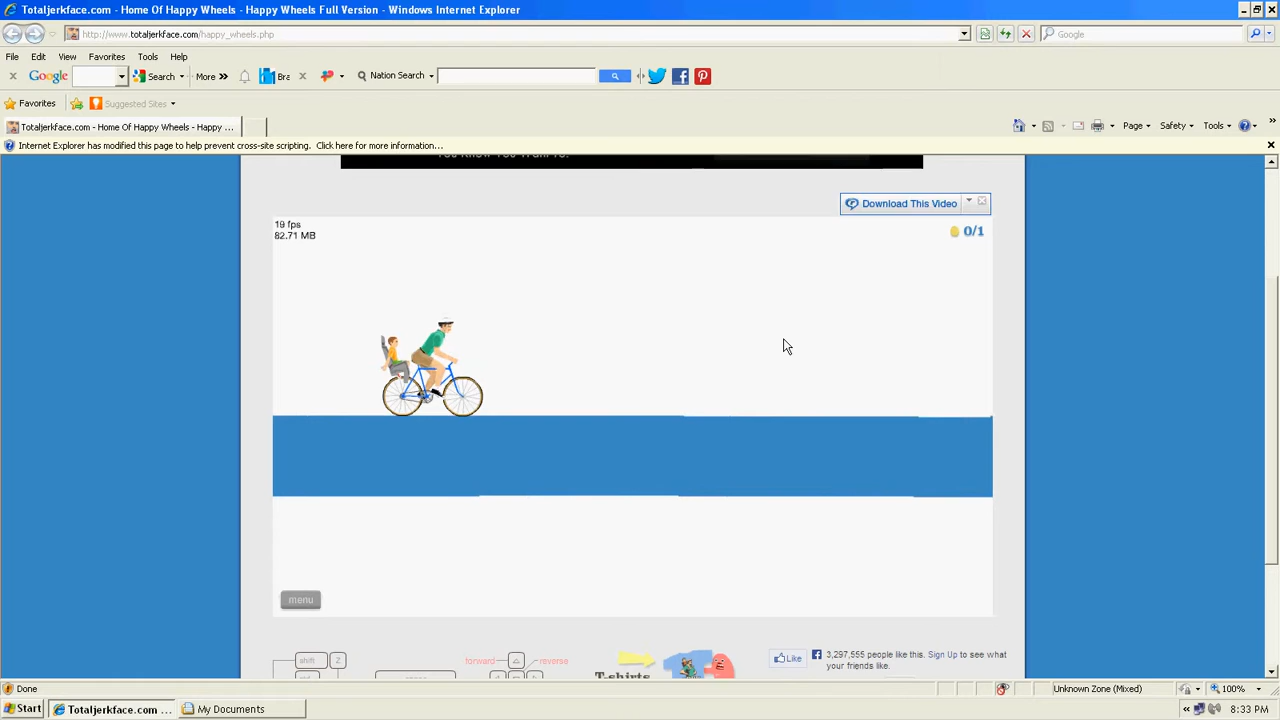 Totaljerkface.com - Home Of Happy Wheels - Happy Wheels Full Version - Windows Internet Explorer
http://www.totaljerkface.com/happy_wheels.php
Google
File Edit View Favorites Tools Help
Google Search More » Bra Nation Search
Favorites Suggested Sites
Totaljerkface.com - Home Of Happy Wheels - Happy ...
Page Safety Tools
Internet Explorer has modified this page to help prevent cross-site scripting. Click here for more information...
Download This Video
19 fps
82.71 MB
0/1
menu
shift Z
forward reverse
T-shirts
Like 3,297,555 people like this. Sign Up to see what your friends like.
Done Unknown Zone (Mixed) 100%
Start Totaljerkface.com ... My Documents 8:33 PM